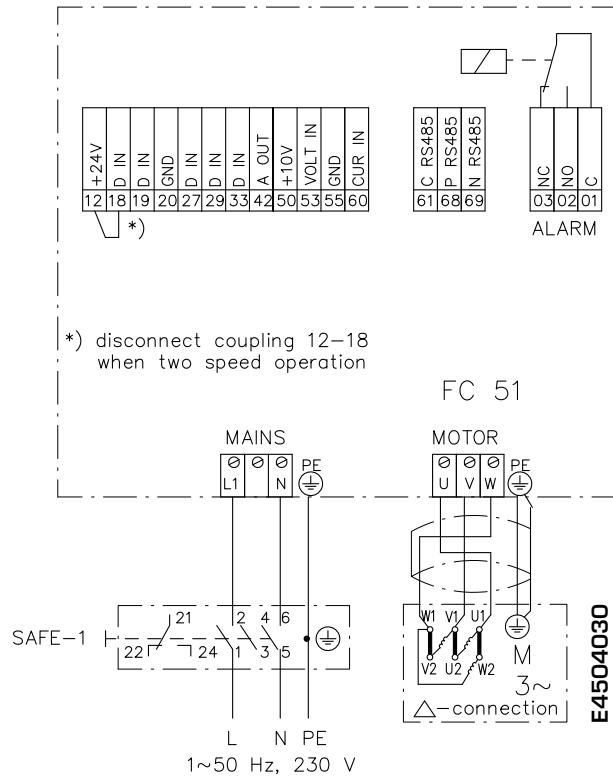 +24V
D IN
D IN
GND
D IN
D IN
D IN
A OUT
+10V
VOLT IN
GND
CUR IN
12 18 19 20 27 29 33 42 50 53 55 60
C RS485
P RS485
N RS485
61 68 69
NC
NO
C
03 02 01
*)
ALARM
*) disconnect coupling 12–18
when two speed operation
FC 51
MAINS
MOTOR
L1 N PE
U V W PE
SAFE-1
21
22 24
2 4 6
1 3 5
W1 V1 U1
V2 U2 W2
M
3~
△-connection
L N PE
1~50 Hz, 230 V
E4504030